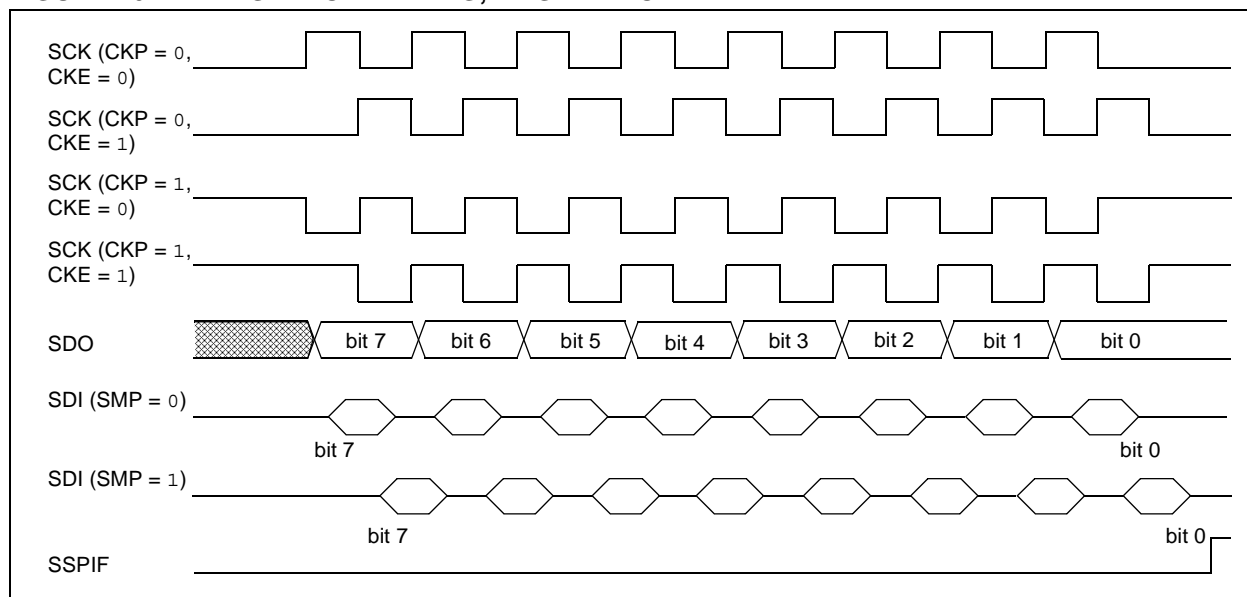 SCK (CKP = 0,
CKE = 0)
SCK (CKP = 0,
CKE = 1)
SCK (CKP = 1,
CKE = 0)
SCK (CKP = 1,
CKE = 1)
SDO
bit 7 bit 6 bit 5 bit 4 bit 3 bit 2 bit 1 bit 0
SDI (SMP = 0)
bit 7 bit 0
SDI (SMP = 1)
bit 7 bit 0
SSPIF